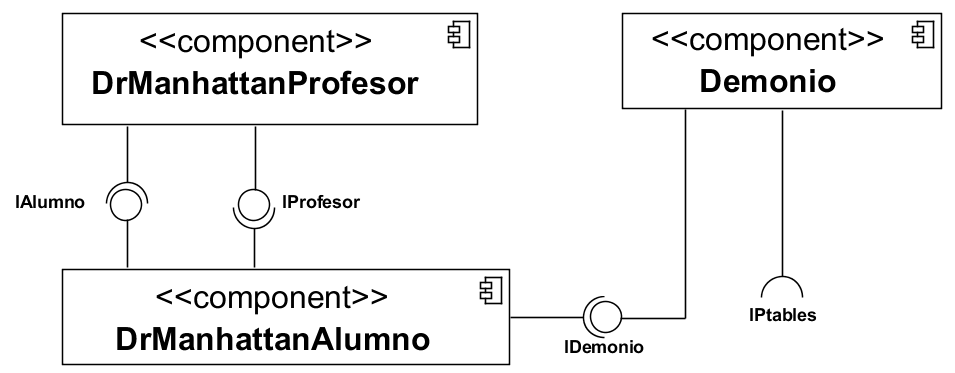 <<component>>
DrManhattanProfesor
<<component>>
Demonio
IAlumno
IProfesor
<<component>>
DrManhattanAlumno
IDemonio
IPtables